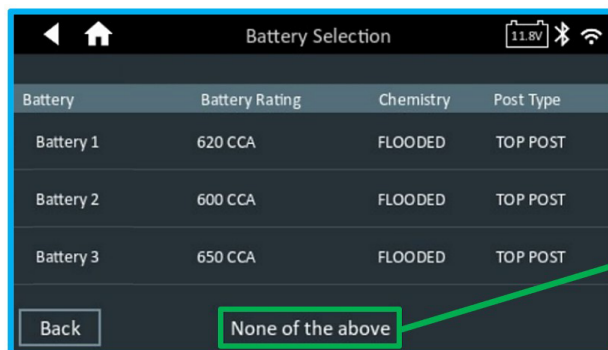 Battery Selection 11.8V
Battery Battery Rating Chemistry Post Type
Battery 1 620 CCA FLOODED TOP POST
Battery 2 600 CCA FLOODED TOP POST
Battery 3 650 CCA FLOODED TOP POST
Back None of the above